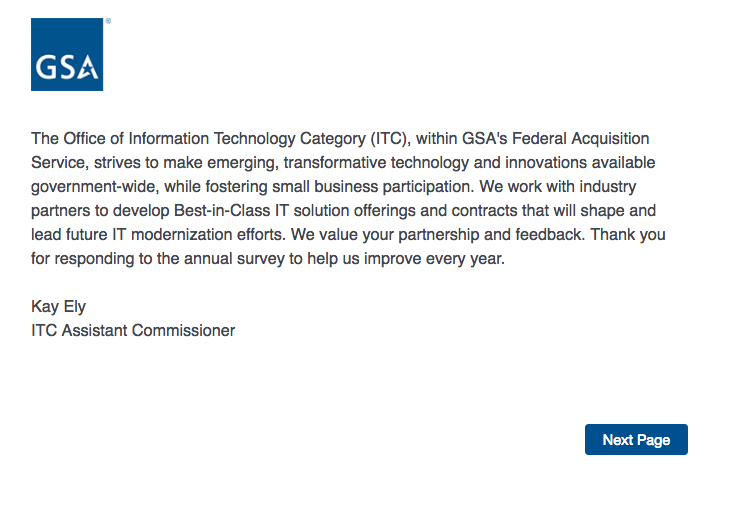 GSA
®
The Office of Information Technology Category (ITC), within GSA's Federal Acquisition
Service, strives to make emerging, transformative technology and innovations available
government-wide, while fostering small business participation. We work with industry
partners to develop Best-in-Class IT solution offerings and contracts that will shape and
lead future IT modernization efforts. We value your partnership and feedback. Thank you
for responding to the annual survey to help us improve every year.
Kay Ely
ITC Assistant Commissioner
Next Page